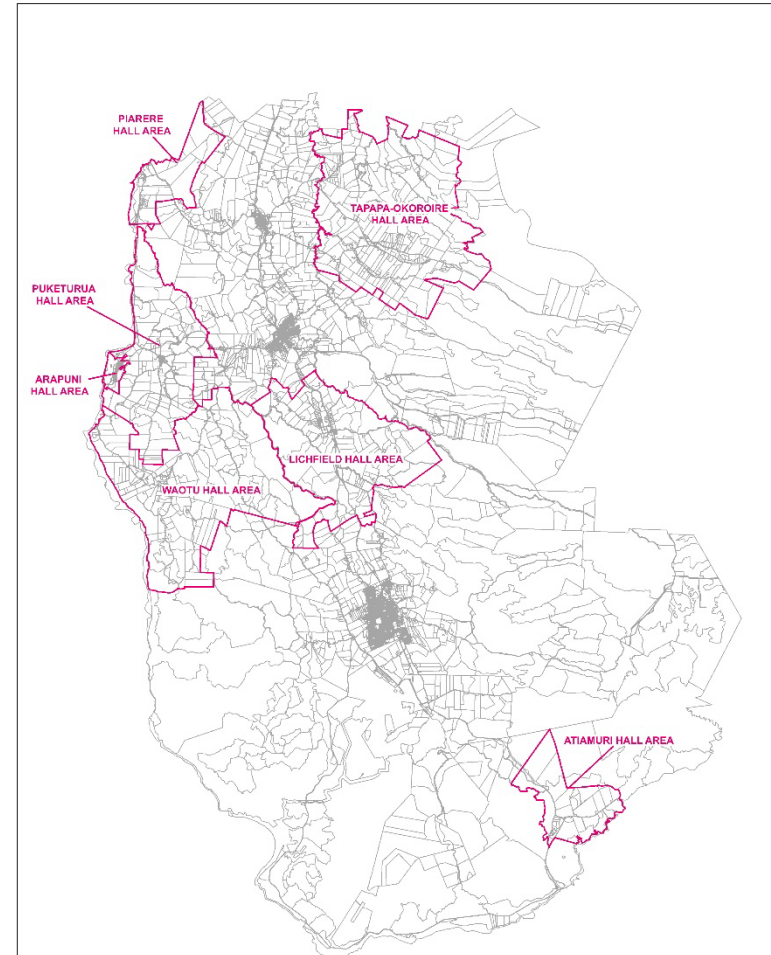 PIARERE
HALL AREA
TAPAPA-OKOROIRE
HALL AREA
PUKETURUA
HALL AREA
ARAPUNI
HALL AREA
LICHFIELD HALL AREA
WAOTU HALL AREA
ATIAMURI HALL AREA